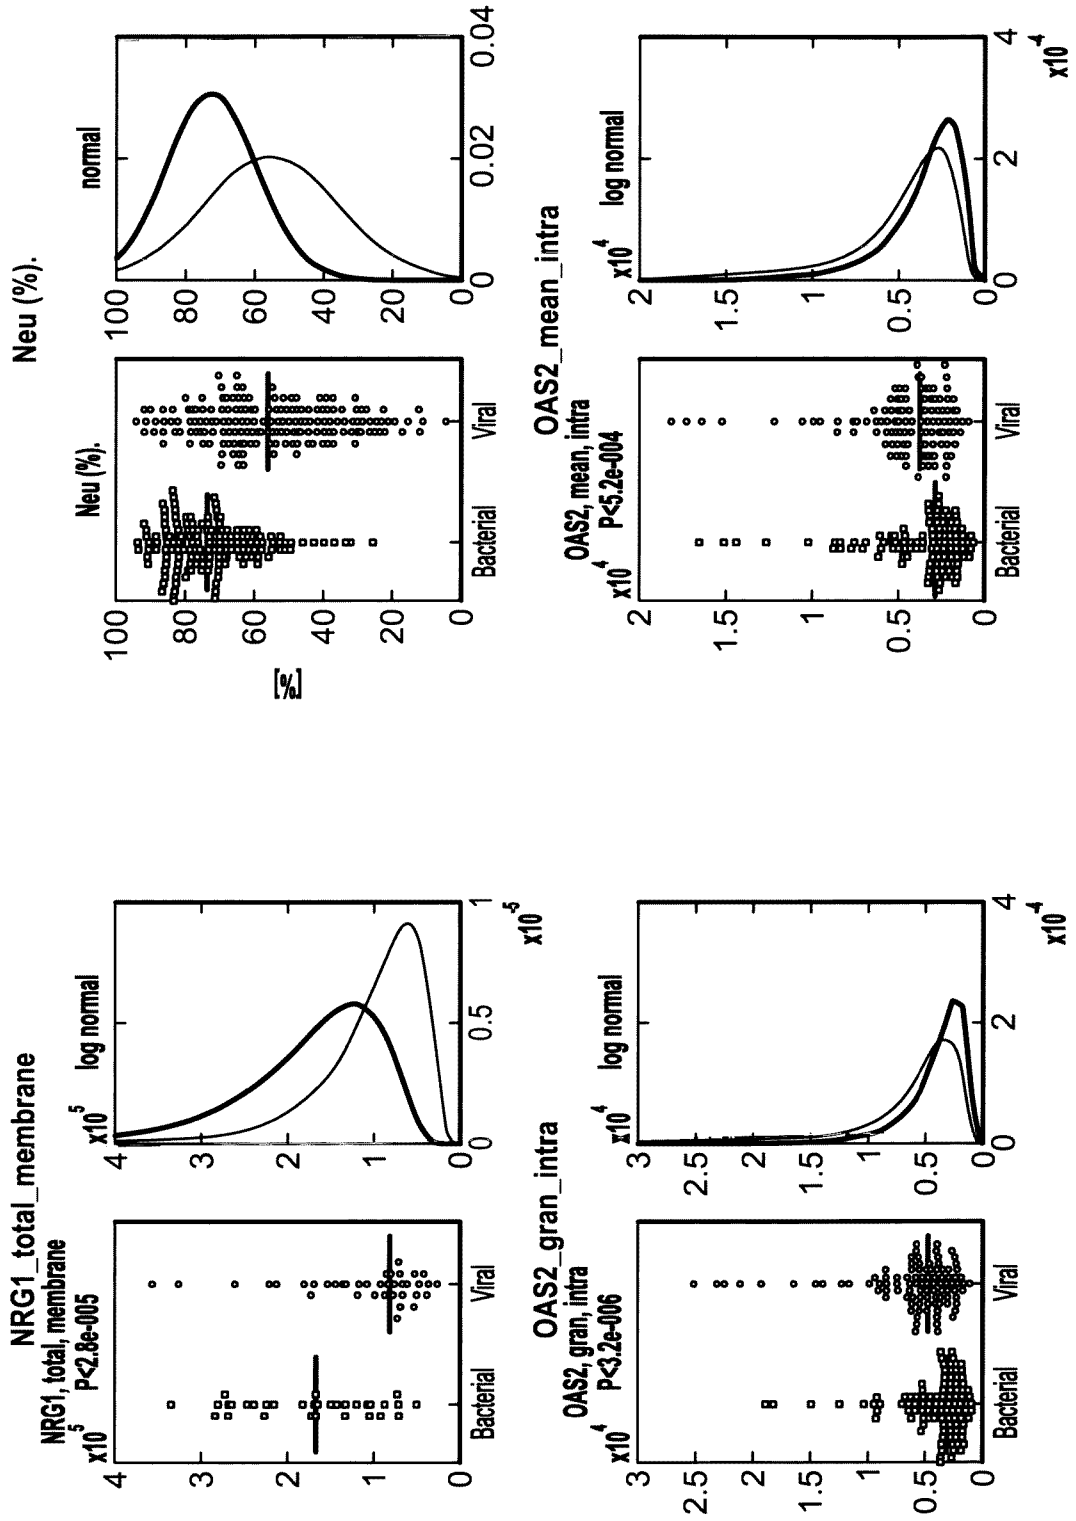 NRG1_total_membrane
NRG1, total, membrane
P<2.8e-005
x10^5
4
3
2
1
0
Bacterial
Viral
log normal
x10^5
4
3
2
1
0
0
0.5
1
x10^-5
Neu (%).
Neu (%).
[%]
100
80
60
40
20
0
Bacterial
Viral
normal
100
80
60
40
20
0
0
0.02
0.04
OAS2_gran_intra
OAS2, gran, intra
P<3.2e-006
x10^4
3
2.5
2
1.5
1
0.5
0
Bacterial
Viral
log normal
x10^4
3
2.5
2
1.5
1
0.5
0
0
2
4
x10^-4
OAS2_mean_intra
OAS2, mean, intra
P<5.2e-004
x10^4
2
1.5
1
0.5
0
Bacterial
Viral
log normal
x10^4
2
1.5
1
0.5
0
0
2
4
x10^-4